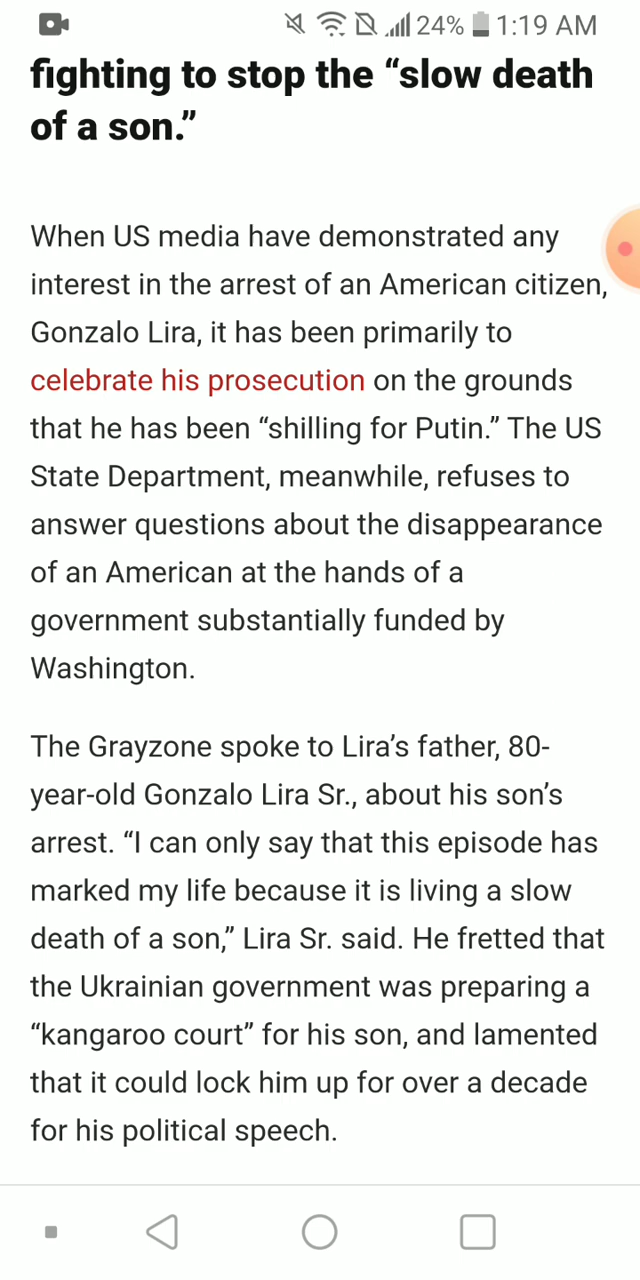 24% 1:19 AM
fighting to stop the “slow death
of a son.”
When US media have demonstrated any
interest in the arrest of an American citizen,
Gonzalo Lira, it has been primarily to
celebrate his prosecution on the grounds
that he has been “shilling for Putin.” The US
State Department, meanwhile, refuses to
answer questions about the disappearance
of an American at the hands of a
government substantially funded by
Washington.
The Grayzone spoke to Lira’s father, 80-
year-old Gonzalo Lira Sr., about his son’s
arrest. “I can only say that this episode has
marked my life because it is living a slow
death of a son,” Lira Sr. said. He fretted that
the Ukrainian government was preparing a
“kangaroo court” for his son, and lamented
that it could lock him up for over a decade
for his political speech.